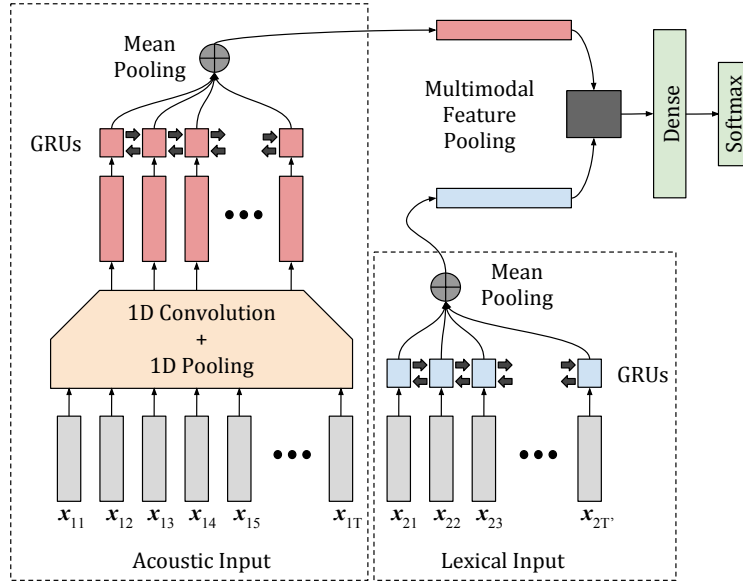 Mean
Pooling
GRUs
1D Convolution
+
1D Pooling
x11 x12 x13 x14 x15 x1T
Acoustic Input
Multimodal
Feature
Pooling
Dense
Softmax
Mean
Pooling
GRUs
x21 x22 x23 x2T'
Lexical Input